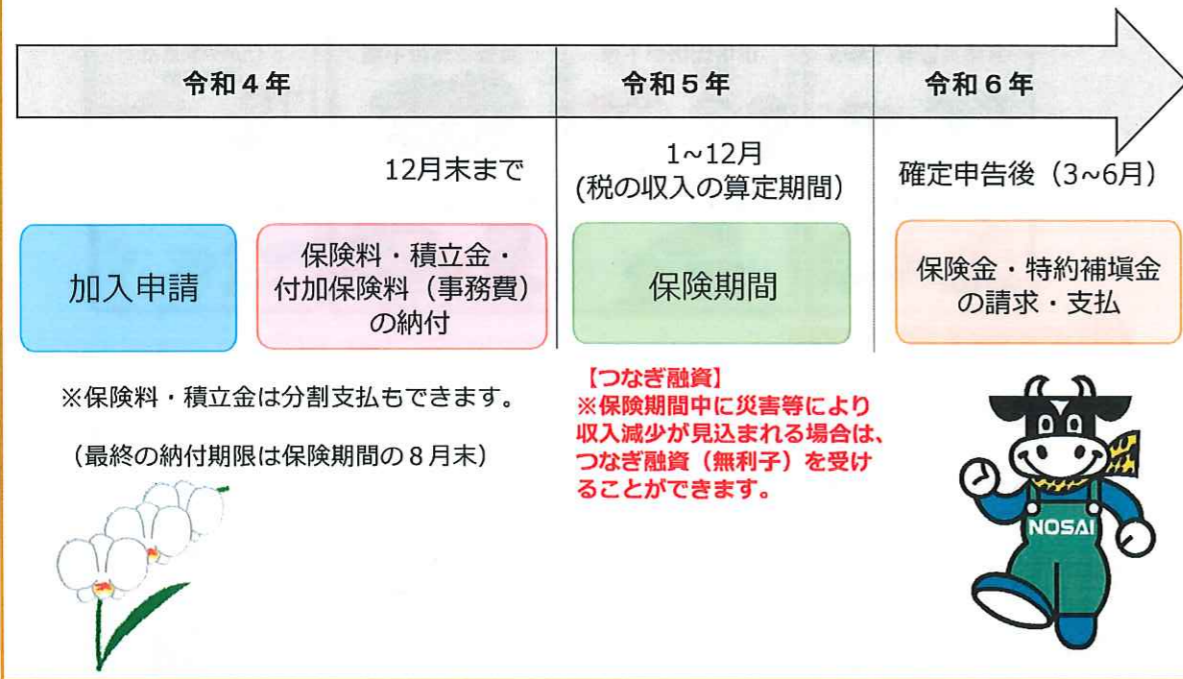 令和４年
令和５年
令和６年
12月末まで
1~12月
(税の収入の算定期間)
確定申告後（3~6月）
加入申請
保険料・積立金・
付加保険料（事務費）
の納付
保険期間
保険金・特約補塡金
の請求・支払
※保険料・積立金は分割支払もできます。
（最終の納付期限は保険期間の８月末）
【つなぎ融資】
※保険期間中に災害等により
収入減少が見込まれる場合は、
つなぎ融資（無利子）を受け
ることができます。
NOSAI